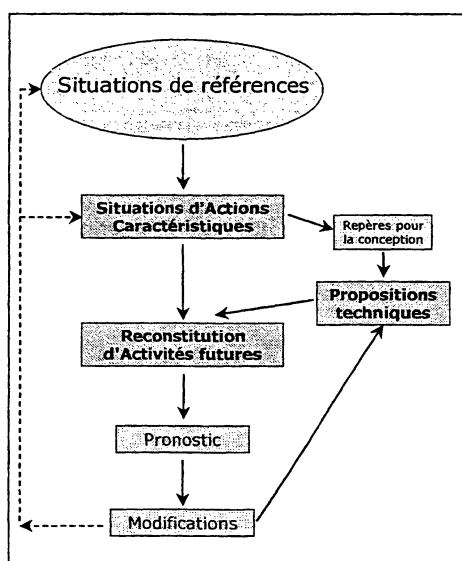 Situations de références
Situations d'Actions
Caractéristiques
Repères pour
la conception
Propositions
techniques
Reconstitution
d'Activités futures
Pronostic
Modifications